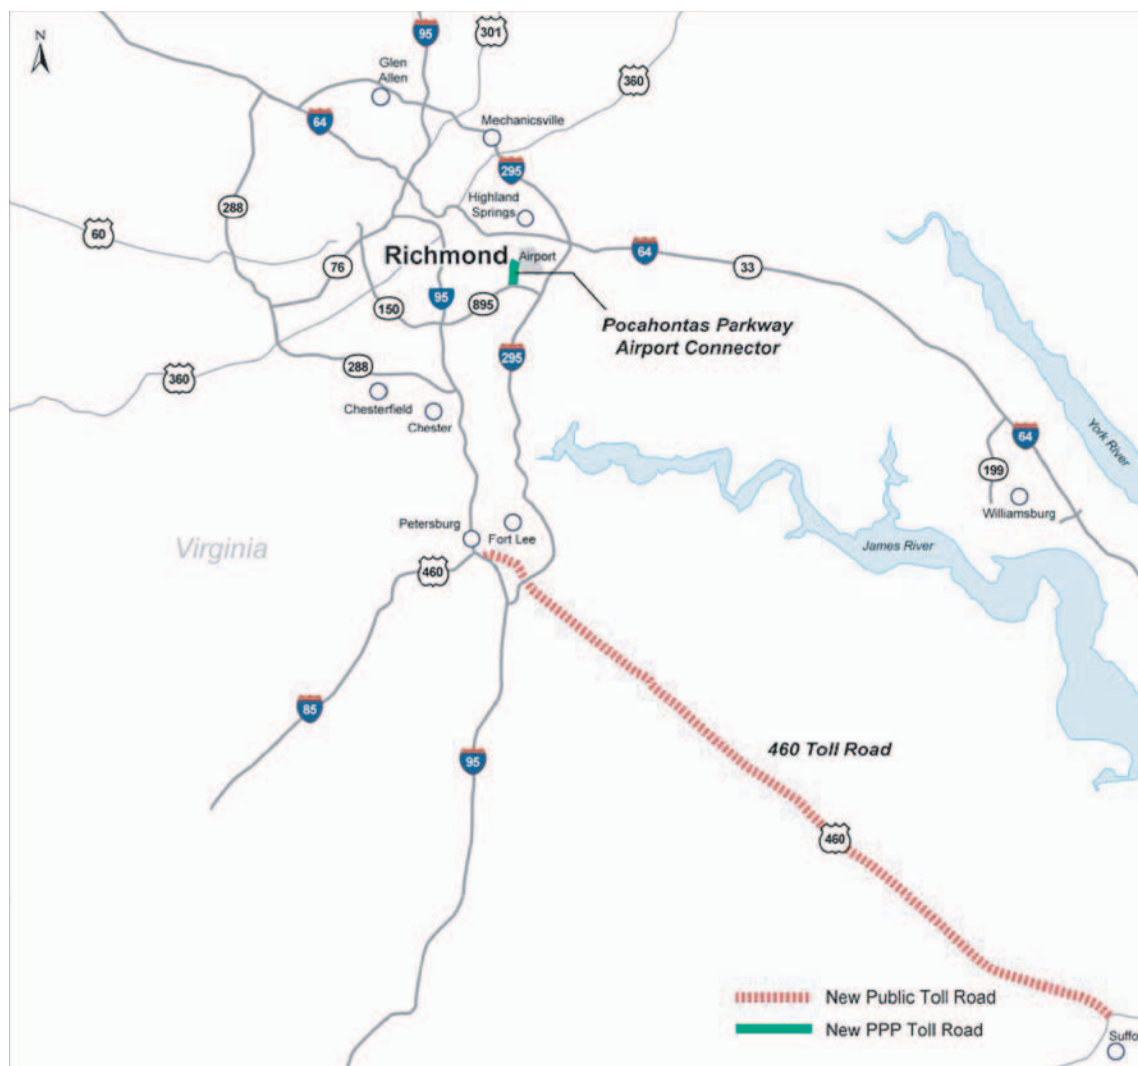 N
95
301
Glen
Allen
360
64
Mechanicsville
295
288
Highland
Springs
60
Richmond
Airport
64
33
76
95
150
895
Pocahontas Parkway
Airport Connector
295
288
360
Chesterfield
Chester
York River
64
199
Williamsburg
Petersburg
Fort Lee
James River
Virginia
460
85
460 Toll Road
95
460
New Public Toll Road
New PPP Toll Road
Suffo